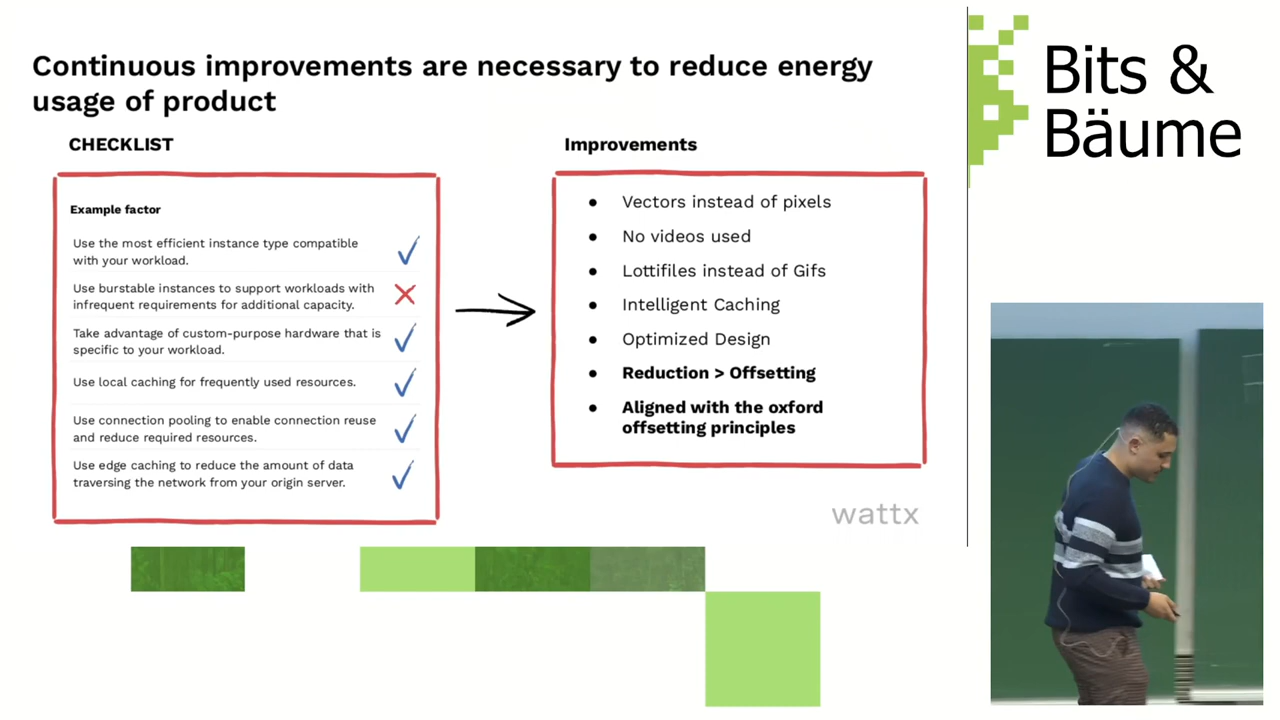 Continuous improvements are necessary to reduce energy
usage of product
CHECKLIST
Example factor
Use the most efficient instance type compatible
with your workload.
Use burstable instances to support workloads with
infrequent requirements for additional capacity.
Take advantage of custom-purpose hardware that is
specific to your workload.
Use local caching for frequently used resources.
Use connection pooling to enable connection reuse
and reduce required resources.
Use edge caching to reduce the amount of data
traversing the network from your origin server.
Improvements
• Vectors instead of pixels
• No videos used
• Lottifiles instead of Gifs
• Intelligent Caching
• Optimized Design
• Reduction > Offsetting
• Aligned with the oxford
offsetting principles
wattx
Bits &
Bäume